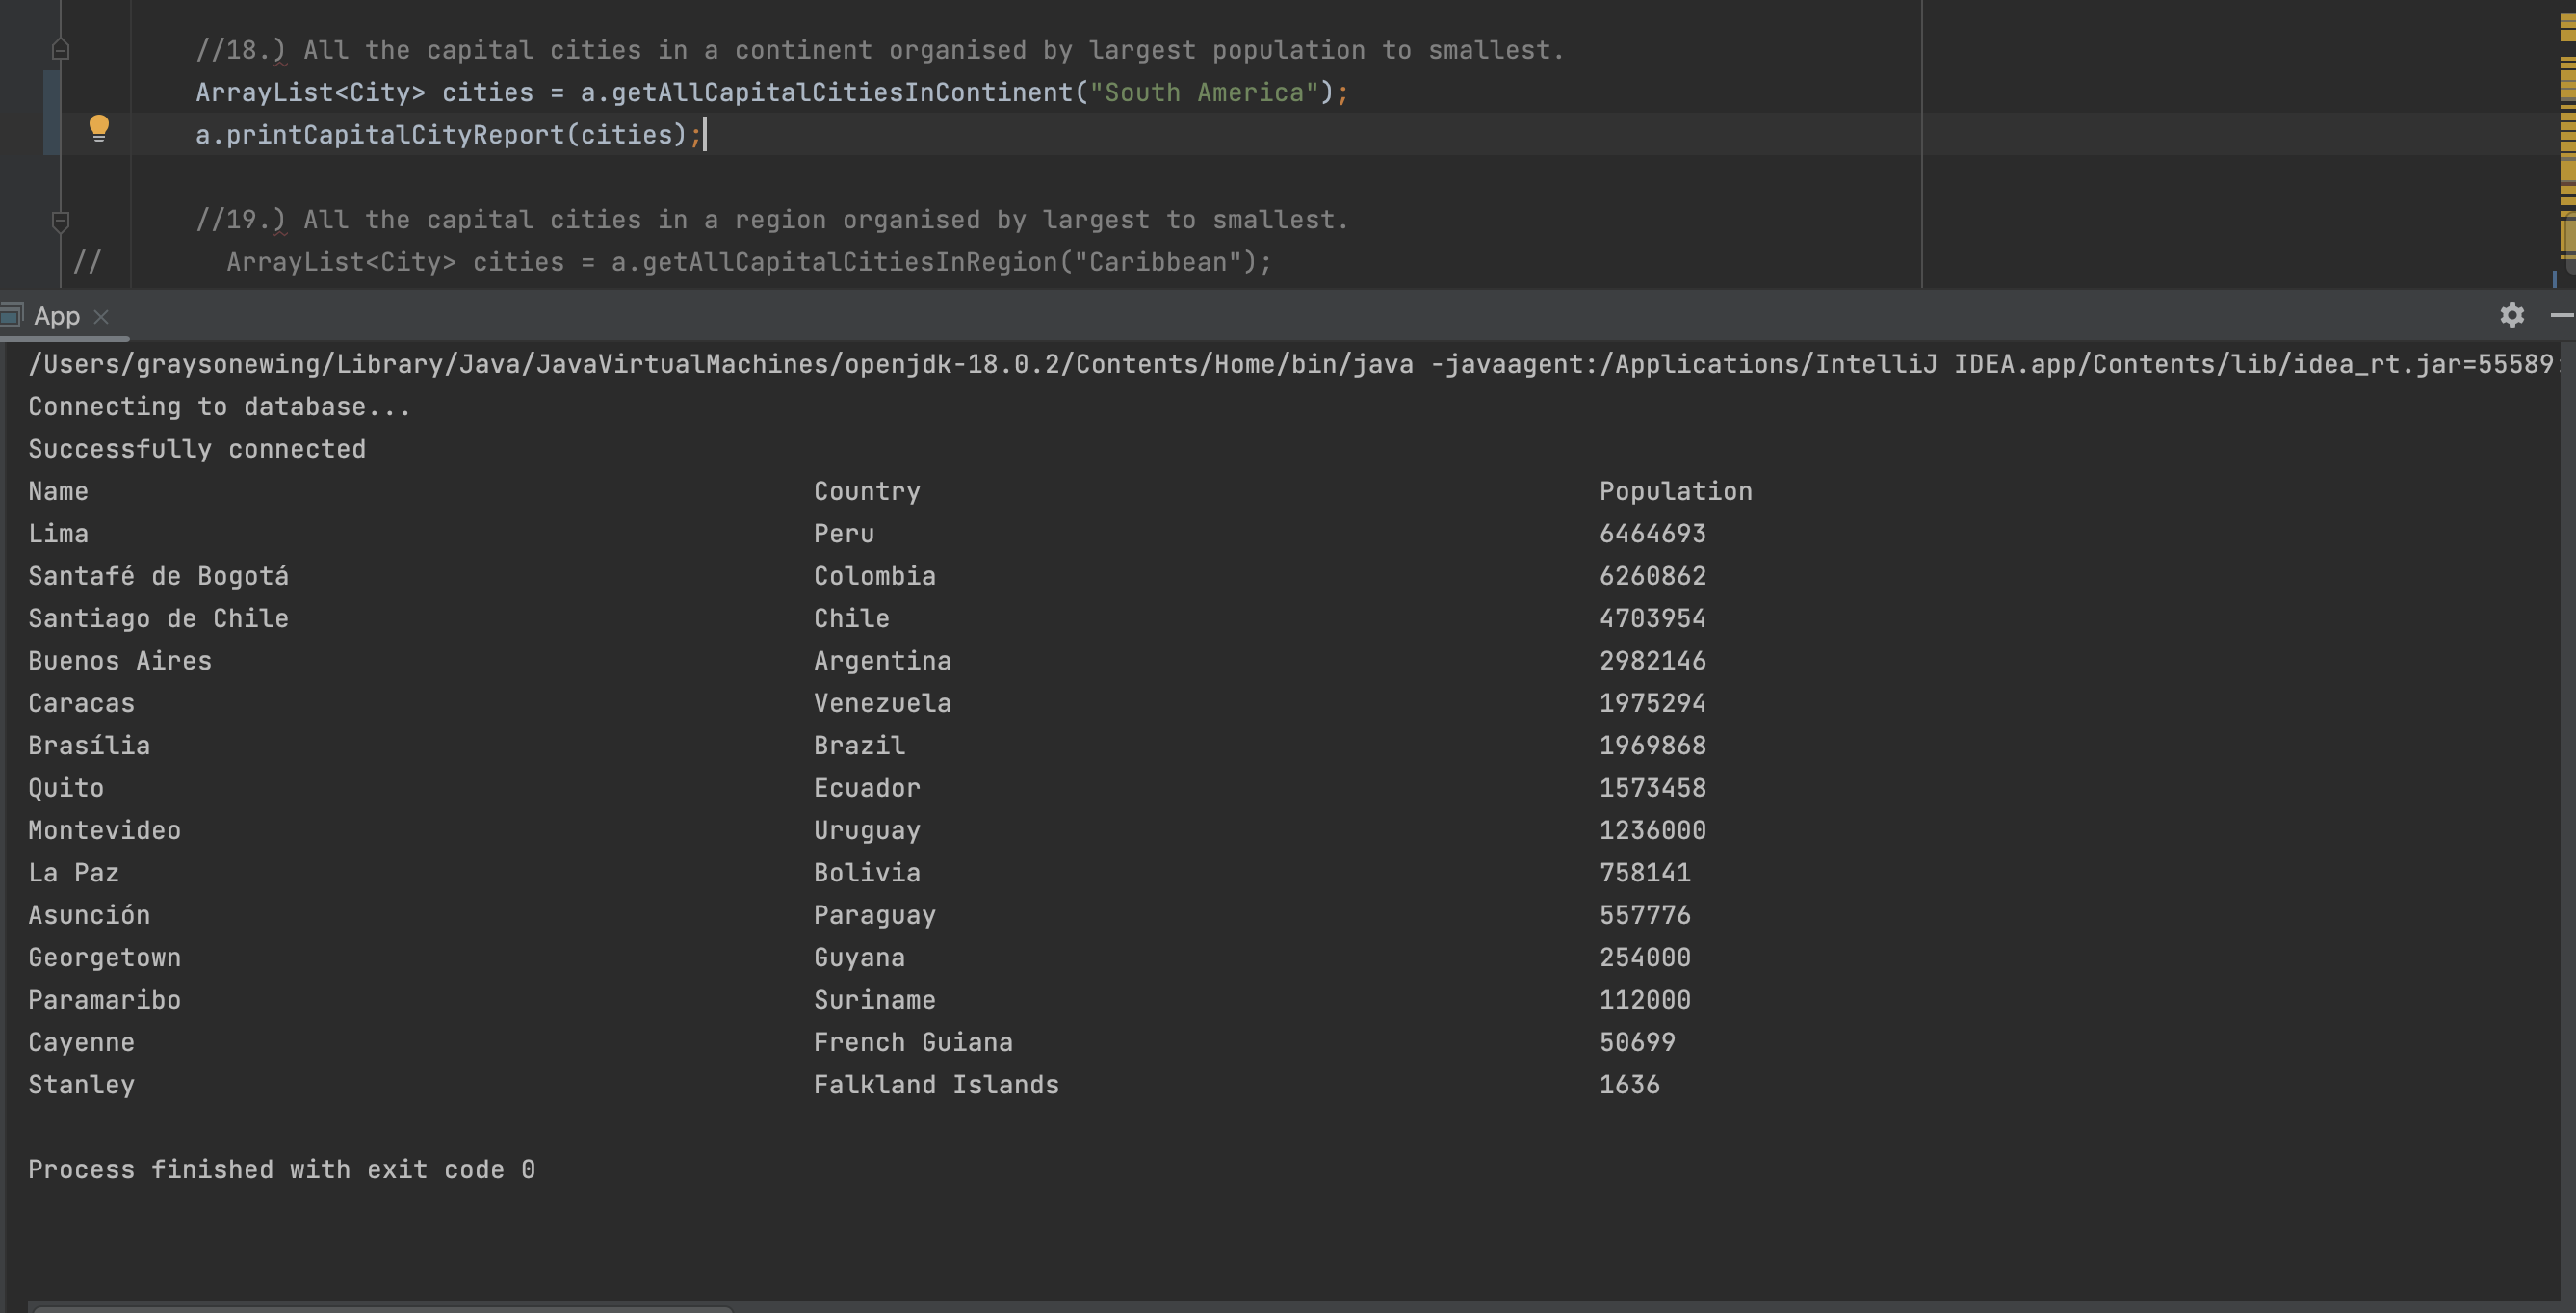 //18.) All the capital cities in a continent organised by largest population to smallest.
ArrayList<City> cities = a.getAllCapitalCitiesInContinent("South America");
a.printCapitalCityReport(cities);
//19.) All the capital cities in a region organised by largest to smallest.
// ArrayList<City> cities = a.getAllCapitalCitiesInRegion("Caribbean");
App
/Users/graysonewing/Library/Java/JavaVirtualMachines/openjdk-18.0.2/Contents/Home/bin/java -javaagent:/Applications/IntelliJ IDEA.app/Contents/lib/idea_rt.jar=55589:
Connecting to database...
Successfully connected
Name Country Population
Lima Peru 6464693
Santafé de Bogotá Colombia 6260862
Santiago de Chile Chile 4703954
Buenos Aires Argentina 2982146
Caracas Venezuela 1975294
Brasília Brazil 1969868
Quito Ecuador 1573458
Montevideo Uruguay 1236000
La Paz Bolivia 758141
Asunción Paraguay 557776
Georgetown Guyana 254000
Paramaribo Suriname 112000
Cayenne French Guiana 50699
Stanley Falkland Islands 1636
Process finished with exit code 0